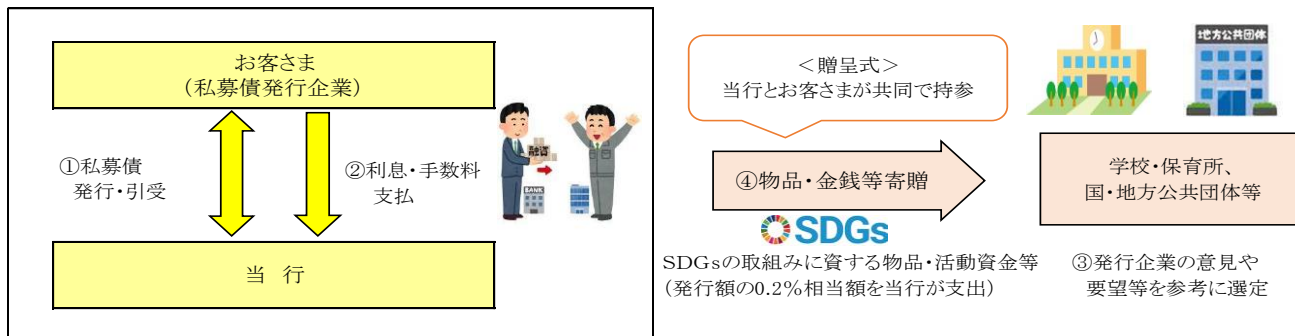 お客さま
（私募債発行企業）
①私募債
発行・引受
②利息・手数料
支払
融資
BANK
当 行
＜贈呈式＞
当行とお客さまが共同で持参
④物品・金銭等寄贈
SDGs
SDGsの取組みに資する物品・活動資金等
（発行額の0.2％相当額を当行が支出）
地方公共団体
学校・保育所、
国・地方公共団体等
③発行企業の意見や
要望等を参考に選定